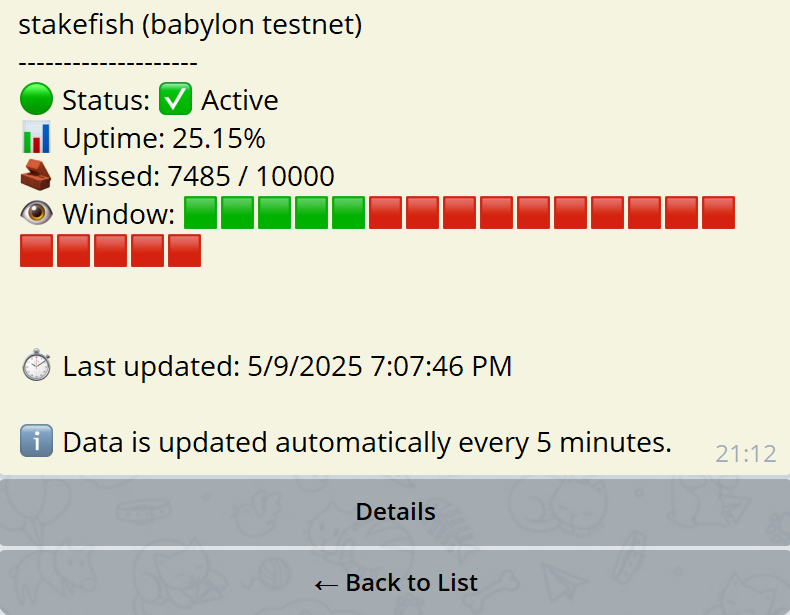 stakefish (babylon testnet)
--------------------
🟢 Status: ✅ Active
📊 Uptime: 25.15%
🧱 Missed: 7485 / 10000
👁️ Window: 🟩🟩🟩🟩🟩🟥🟥🟥🟥🟥🟥🟥🟥🟥🟥
🟥🟥🟥🟥🟥
⏱️ Last updated: 5/9/2025 7:07:46 PM
ℹ️ Data is updated automatically every 5 minutes.
21:12
Details
← Back to List